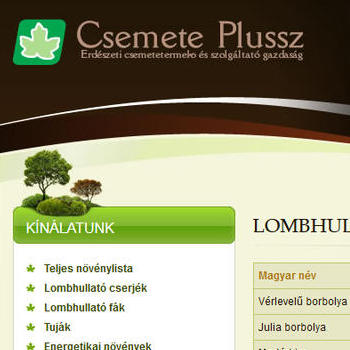 Csemete Plussz
Erdészeti csemetetermelo és szolgáltató gazdaság
KÍNÁLATUNK
Teljes növénylista
Lombhullató cserjék
Lombhullató fák
Tuják
Energetikai növények
LOMBHUL
Magyar név
Vérlevelű borbolya
Julia borbolya